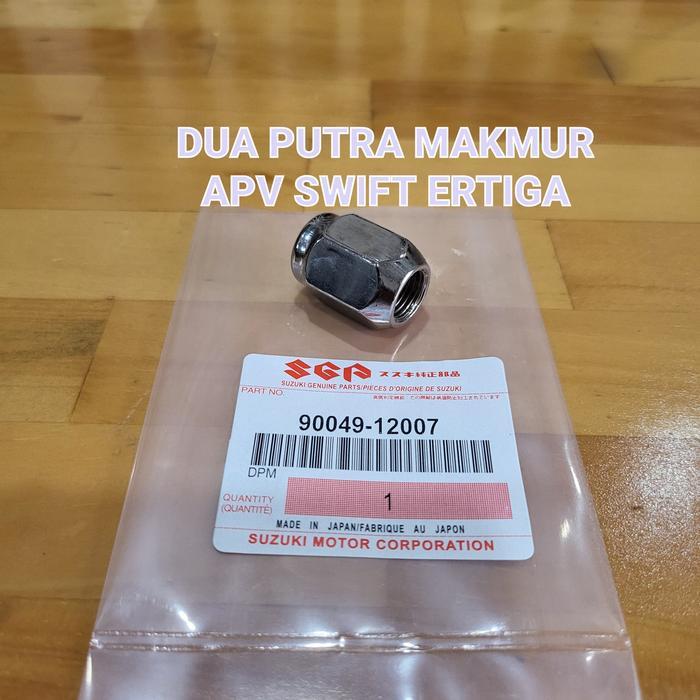 DUA PUTRA MAKMUR
APV SWIFT ERTIGA
SGP スズキ純正部品
SUZUKI GENUINE PARTS/PIECES D'ORIGINE DE SUZUKI
PART NO.
90049-12007
DPM
QUANTITY
(QUANTITÉ)
1
MADE IN JAPAN/FABRIQUE AU JAPON
SUZUKI MOTOR CORPORATION